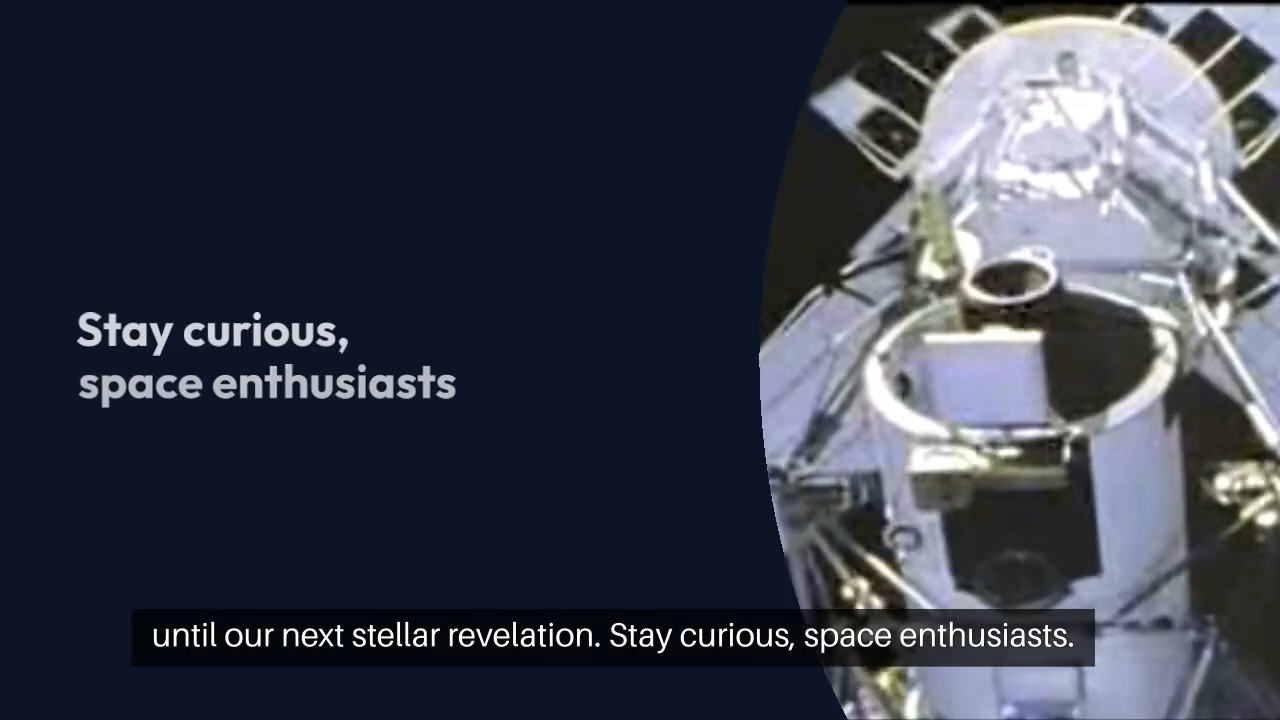 Stay curious,
space enthusiasts
until our next stellar revelation. Stay curious, space enthusiasts.